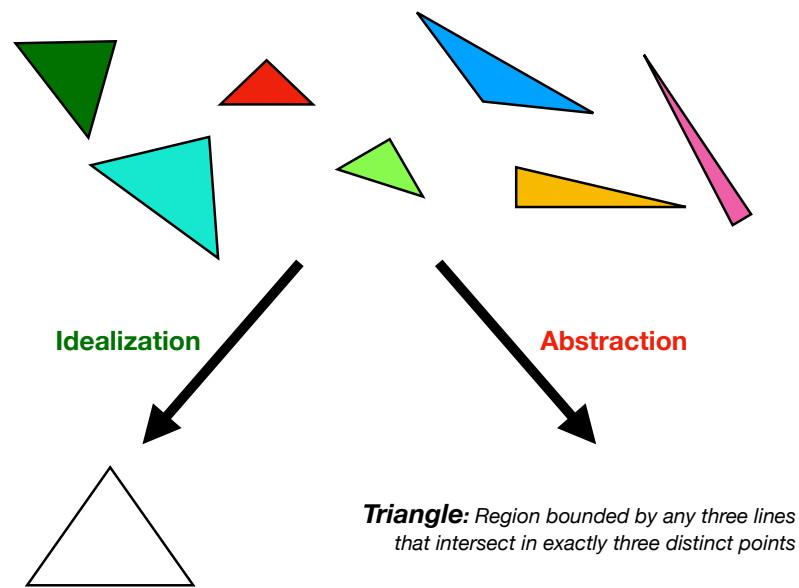 Idealization
Abstraction
Triangle: Region bounded by any three lines
that intersect in exactly three distinct points